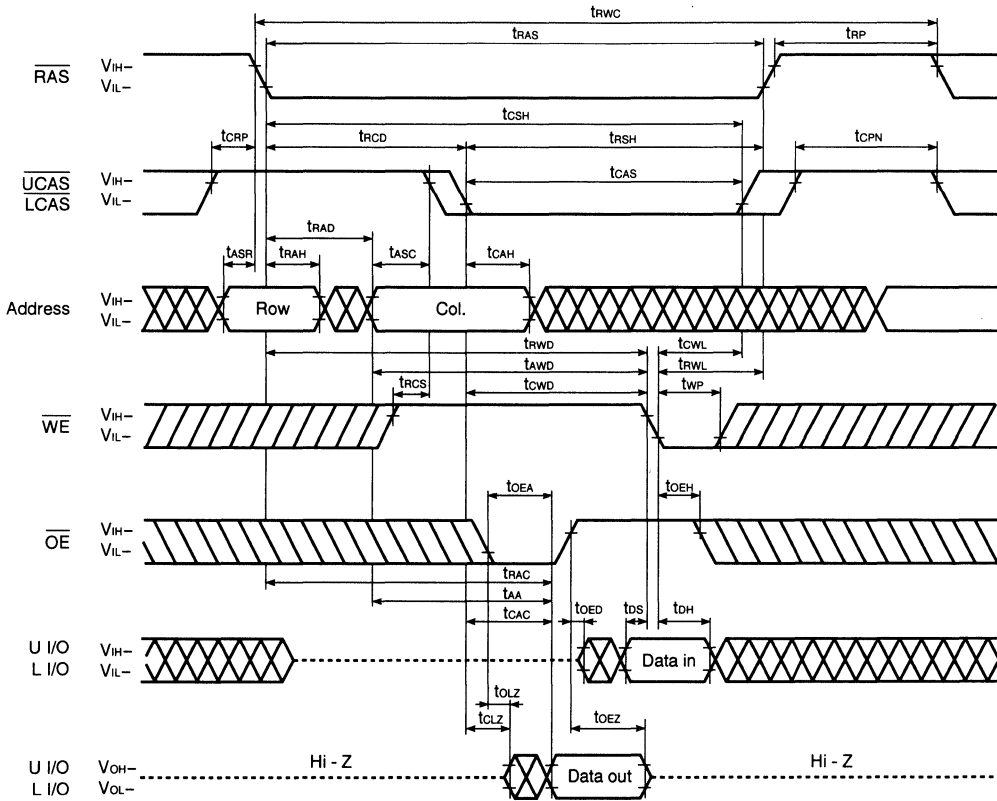 tRWC
tRAS
tRP
RAS
VIH–
VIL–
tCSH
tCRP
tRCD
tRSH
tCPN
UCAS
LCAS
VIH–
VIL–
tCAS
tRAD
tASR
tRAH
tASC
tCAH
Address
VIH–
VIL–
Row
Col.
tRWD
tCWL
tAWD
tRWL
tRCS
tCWD
tWP
WE
VIH–
VIL–
tOEA
tOEH
OE
VIH–
VIL–
tRAC
tAA
tCAC
tOED
tDS
tDH
U I/O
L I/O
VIH–
VIL–
Data in
tOLZ
tCLZ
tOEZ
U I/O
L I/O
VOH–
VOL–
Hi - Z
Data out
Hi - Z